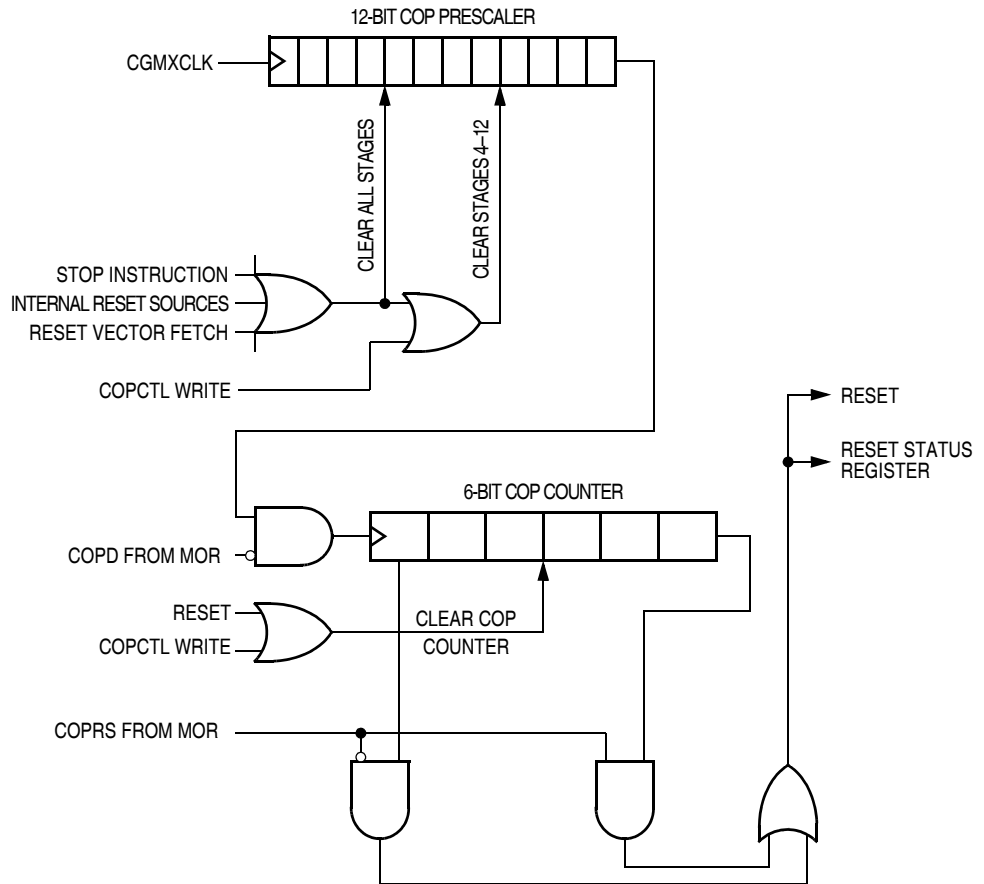 12-BIT COP PRESCALER
CGMXCLK
CLEAR ALL STAGES
CLEAR STAGES 4–12
STOP INSTRUCTION
INTERNAL RESET SOURCES
RESET VECTOR FETCH
COPCTL WRITE
RESET
RESET STATUS
REGISTER
6-BIT COP COUNTER
COPD FROM MOR
RESET
COPCTL WRITE
CLEAR COP
COUNTER
COPRS FROM MOR